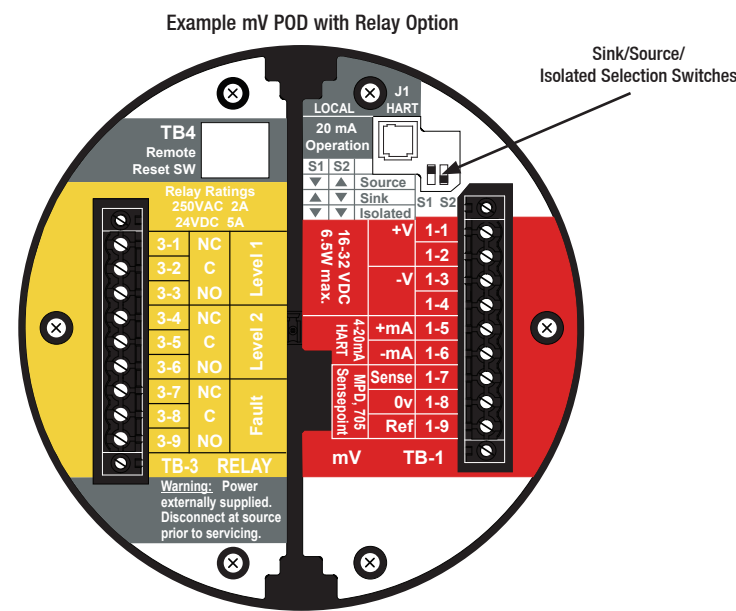 Example mV POD with Relay Option
Sink/Source/
Isolated Selection Switches
J1
LOCAL HART
20 mA
Operation
S1 S2
▼ ▲ Source
▲ ▼ Sink
▼ ▼ Isolated
S1 S2
TB4
Remote
Reset SW
Relay Ratings
250VAC 2A
24VDC 5A
3-1 NC
3-2 C
3-3 NO
Level 1
3-4 NC
3-5 C
3-6 NO
Level 2
3-7 NC
3-8 C
3-9 NO
Fault
TB-3 RELAY
Warning: Power
externally supplied.
Disconnect at source
prior to servicing.
16-32 VDC
6.5W max.
+V 1-1
1-2
-V 1-3
1-4
4-20mA
HART
+mA 1-5
-mA 1-6
MPD, 705
Sensepoint
Sense 1-7
0v 1-8
Ref 1-9
mV TB-1